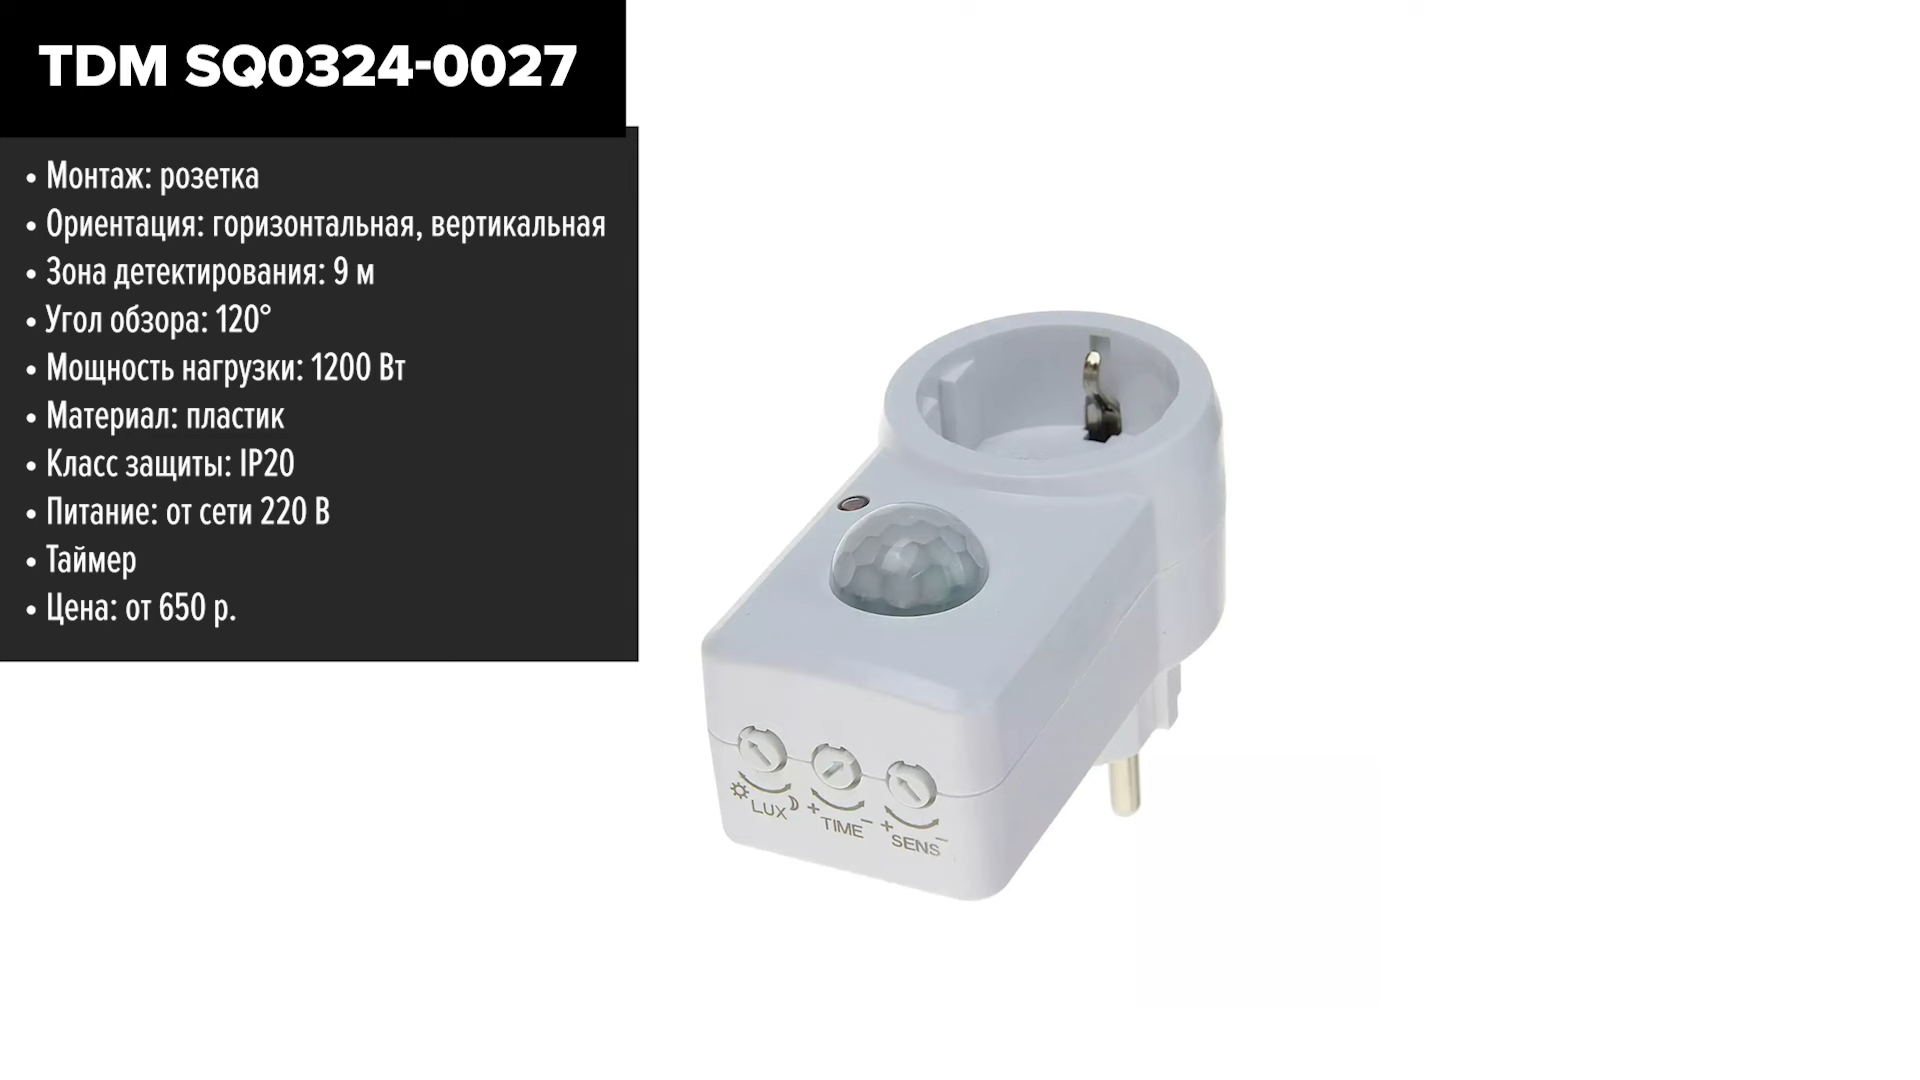 TDM SQ0324-0027
• Монтаж: розетка
• Ориентация: горизонтальная, вертикальная
• Зона детектирования: 9 м
• Угол обзора: 120°
• Мощность нагрузки: 1200 Вт
• Материал: пластик
• Класс защиты: IP20
• Питание: от сети 220 В
• Таймер
• Цена: от 650 р.
LUX
+ TIME −
+ SENS −